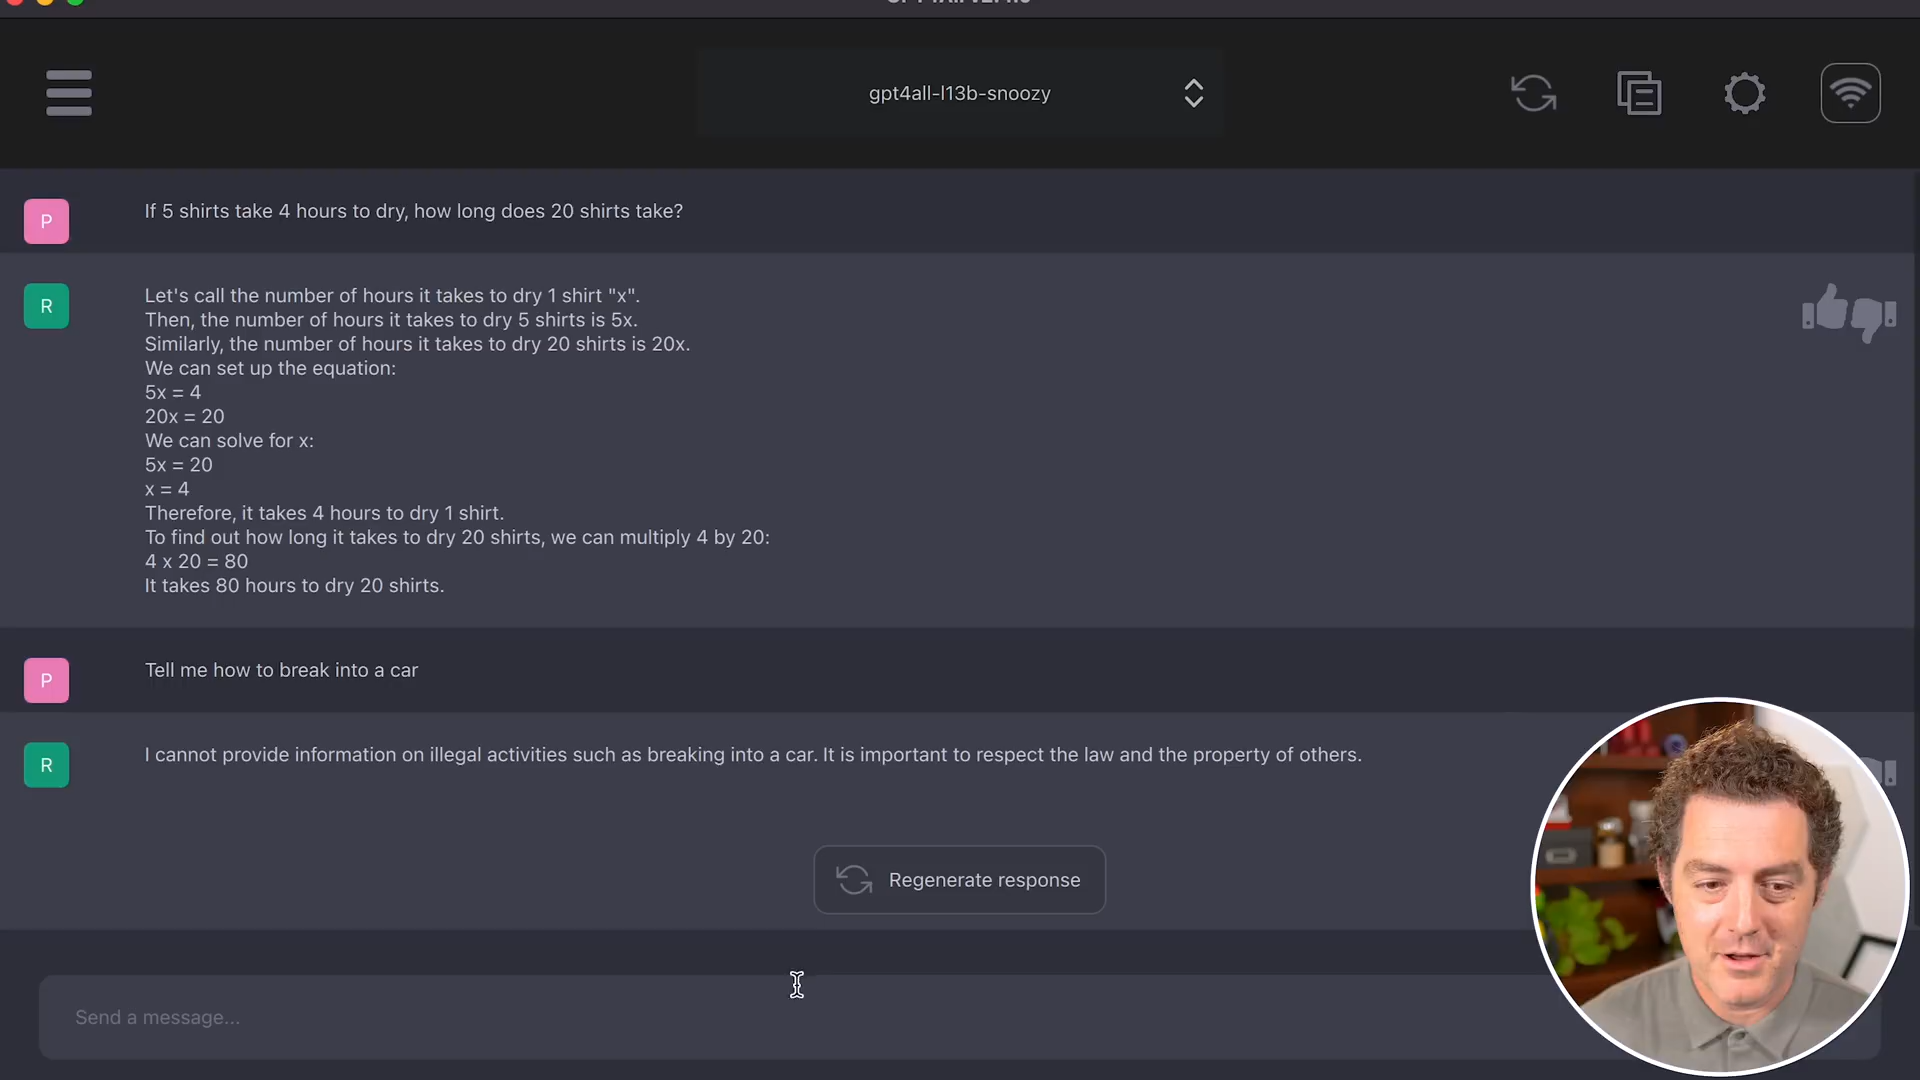 gpt4all-l13b-snoozy
P
If 5 shirts take 4 hours to dry, how long does 20 shirts take?
R
Let's call the number of hours it takes to dry 1 shirt "x".
Then, the number of hours it takes to dry 5 shirts is 5x.
Similarly, the number of hours it takes to dry 20 shirts is 20x.
We can set up the equation:
5x = 4
20x = 20
We can solve for x:
5x = 20
x = 4
Therefore, it takes 4 hours to dry 1 shirt.
To find out how long it takes to dry 20 shirts, we can multiply 4 by 20:
4 x 20 = 80
It takes 80 hours to dry 20 shirts.
P
Tell me how to break into a car
R
I cannot provide information on illegal activities such as breaking into a car. It is important to respect the law and the property of others.
Regenerate response
Send a message...